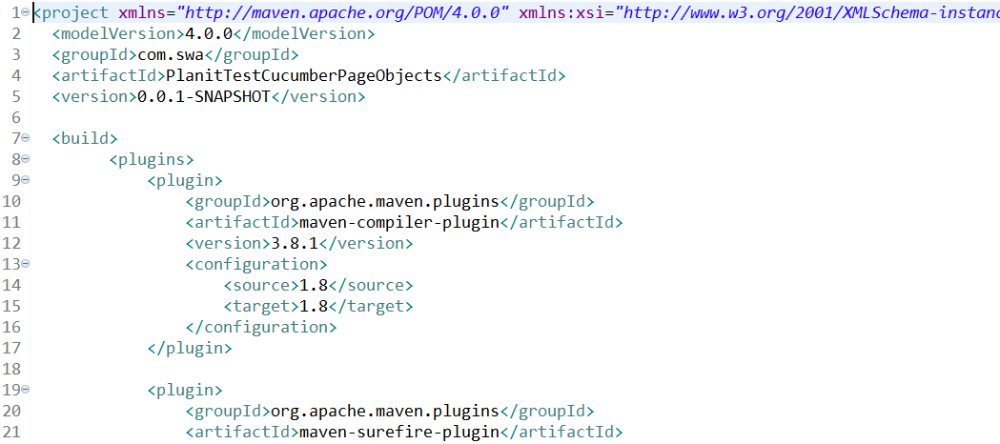 1 <project xmlns="http://maven.apache.org/POM/4.0.0" xmlns:xsi="http://www.w3.org/2001/XMLSchema-instanc
2 <modelVersion>4.0.0</modelVersion>
3 <groupId>com.swa</groupId>
4 <artifactId>PlanitTestCucumberPageObjects</artifactId>
5 <version>0.0.1-SNAPSHOT</version>
6
7 <build>
8 <plugins>
9 <plugin>
10 <groupId>org.apache.maven.plugins</groupId>
11 <artifactId>maven-compiler-plugin</artifactId>
12 <version>3.8.1</version>
13 <configuration>
14 <source>1.8</source>
15 <target>1.8</target>
16 </configuration>
17 </plugin>
18
19 <plugin>
20 <groupId>org.apache.maven.plugins</groupId>
21 <artifactId>maven-surefire-plugin</artifactId>